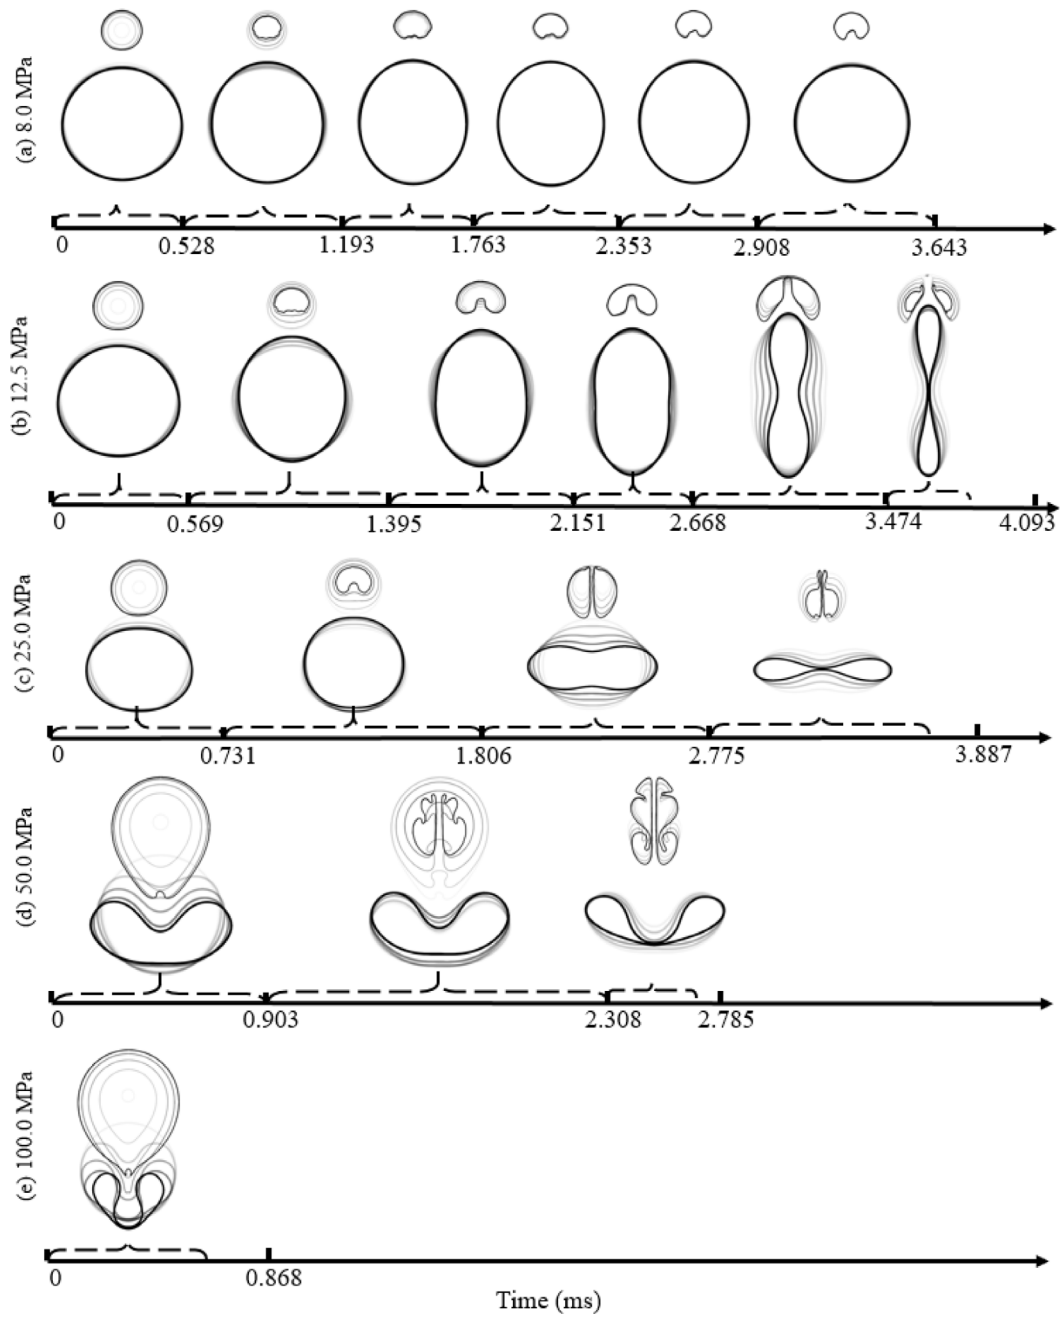 (a) 8.0 MPa
0 0.528 1.193 1.763 2.353 2.908 3.643
(b) 12.5 MPa
0 0.569 1.395 2.151 2.668 3.474 4.093
(c) 25.0 MPa
0 0.731 1.806 2.775 3.887
(d) 50.0 MPa
0 0.903 2.308 2.785
(e) 100.0 MPa
0 0.868
Time (ms)